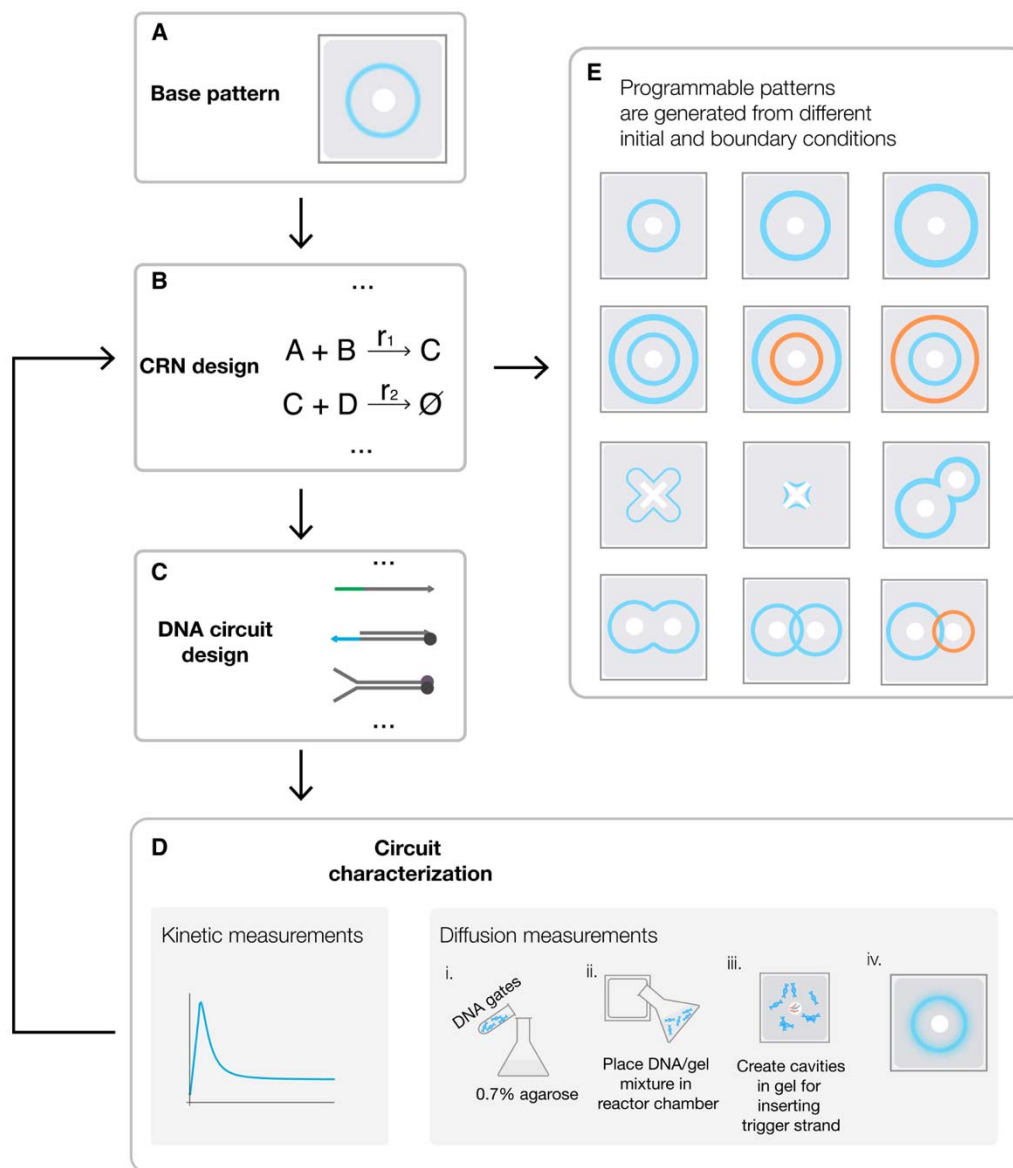 A
Base pattern
B
...
A + B r₁→ C
CRN design
C + D r₂→ Ø
...
C
...
DNA circuit
design
...
D
Circuit
characterization
Kinetic measurements
Diffusion measurements
i.
DNA gates
0.7% agarose
ii.
Place DNA/gel
mixture in
reactor chamber
iii.
Create cavities
in gel for
inserting
trigger strand
iv.
E
Programmable patterns
are generated from different
initial and boundary conditions